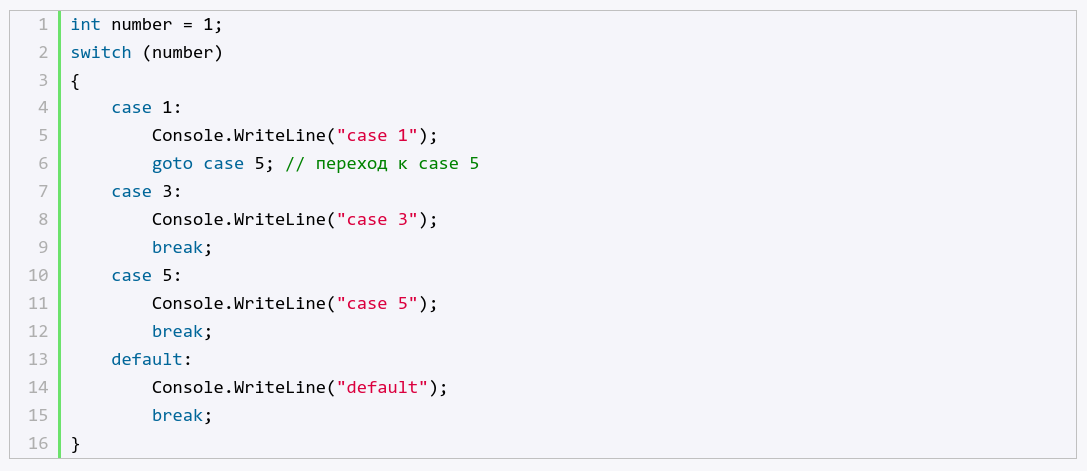 1 int number = 1;
2 switch (number)
3 {
4     case 1:
5         Console.WriteLine("case 1");
6         goto case 5; // переход к case 5
7     case 3:
8         Console.WriteLine("case 3");
9         break;
10     case 5:
11         Console.WriteLine("case 5");
12         break;
13     default:
14         Console.WriteLine("default");
15         break;
16 }